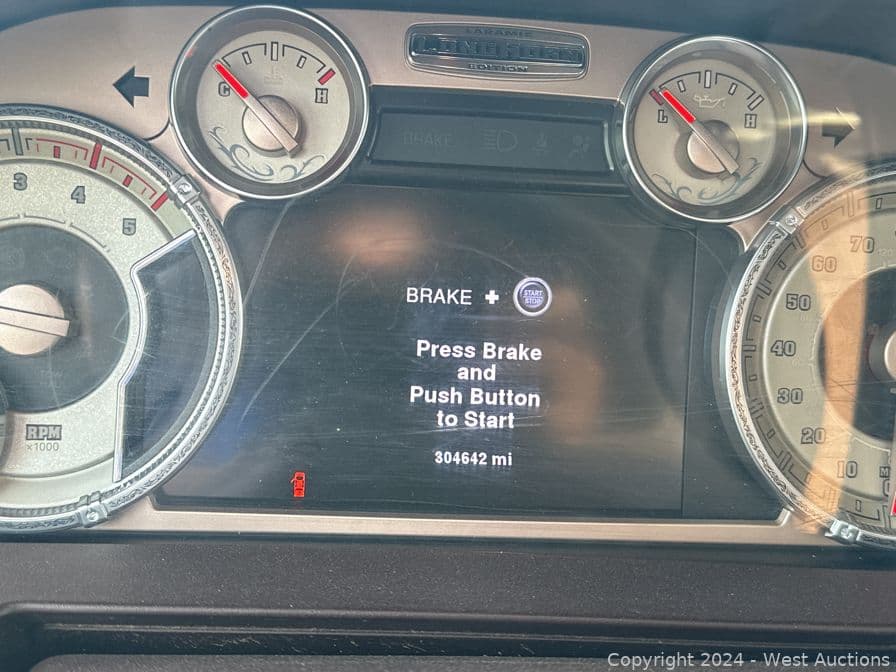 LARAMIE
LONGHORN
EDITION
C H
L H
BRAKE
3 4 5
RPM
x1000
BRAKE + START STOP
Press Brake
and
Push Button
to Start
304642 mi
70
60
50
40
30
20
10
0
M
Copyright © 2024 - West Auctions